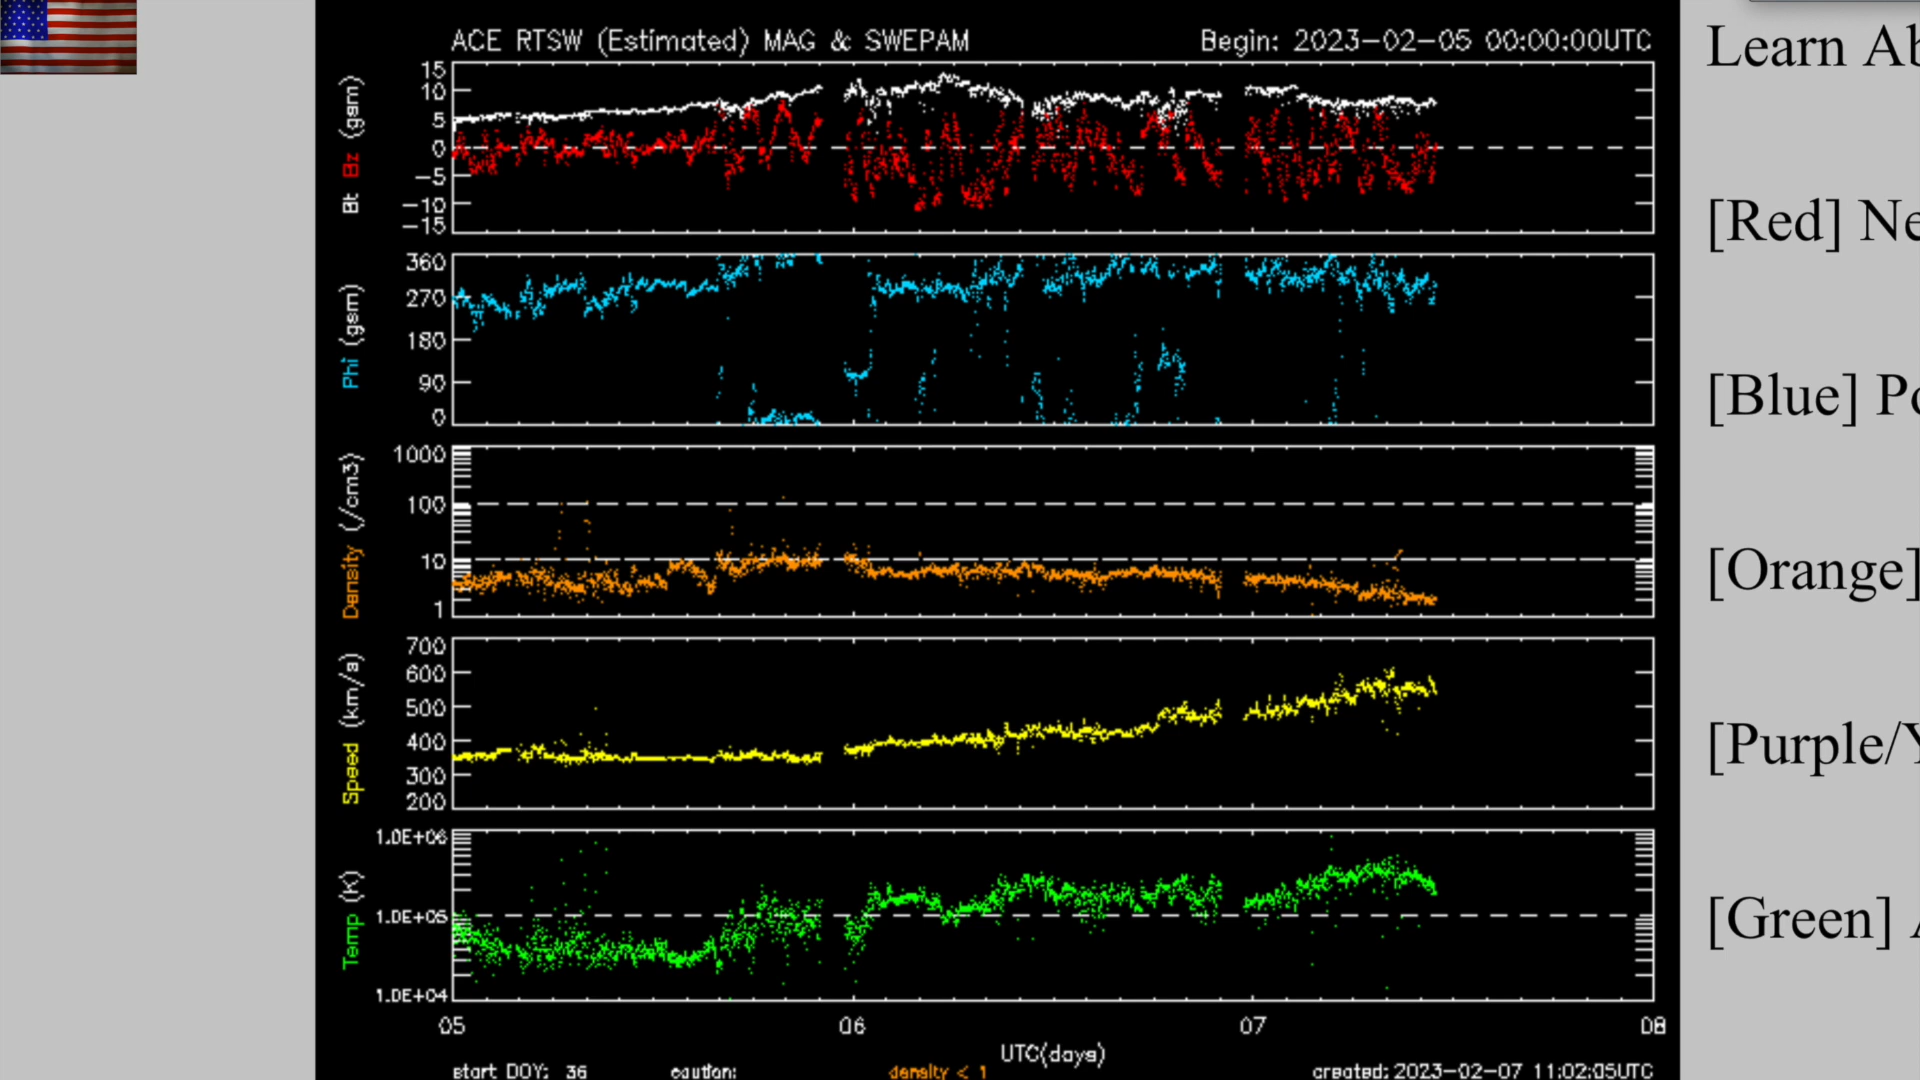 ACE RTSW (Estimated) MAG & SWEPAM
Begin: 2023-02-05 00:00:00UTC
Bt Bz (gsm)
15
10
5
0
-5
-10
-15
Phi (gsm)
360
270
180
90
0
Density (/cm3)
1000
100
10
1
Speed (km/s)
700
600
500
400
300
200
Temp (K)
1.0E+06
1.0E+05
1.0E+04
05 06 07 08
UTC(days)
start DOY: 36 caution: density < 1 created: 2023-02-07 11:02:05UTC
Learn Ab
[Red] Ne
[Blue] Po
[Orange]
[Purple/Y
[Green]